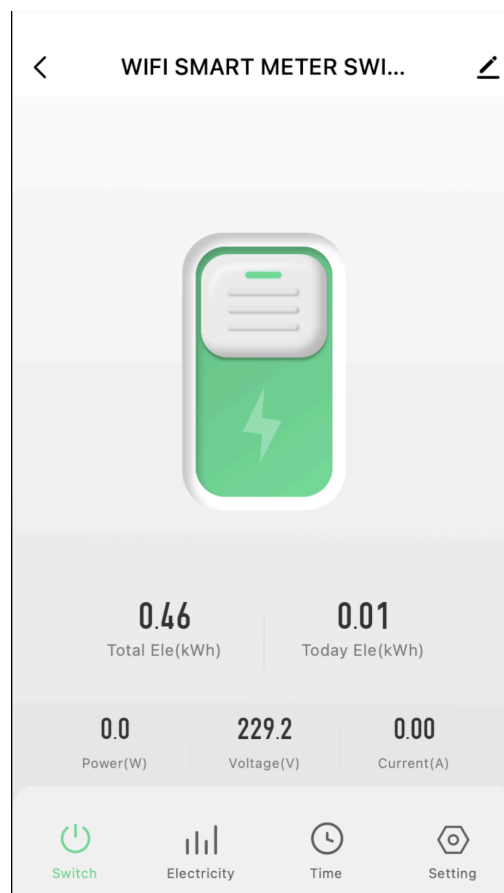 WIFI SMART METER SWI...
0.46
0.01
Total Ele(kWh)
Today Ele(kWh)
0.0
229.2
0.00
Power(W)
Voltage(V)
Current(A)
Switch
Electricity
Time
Setting